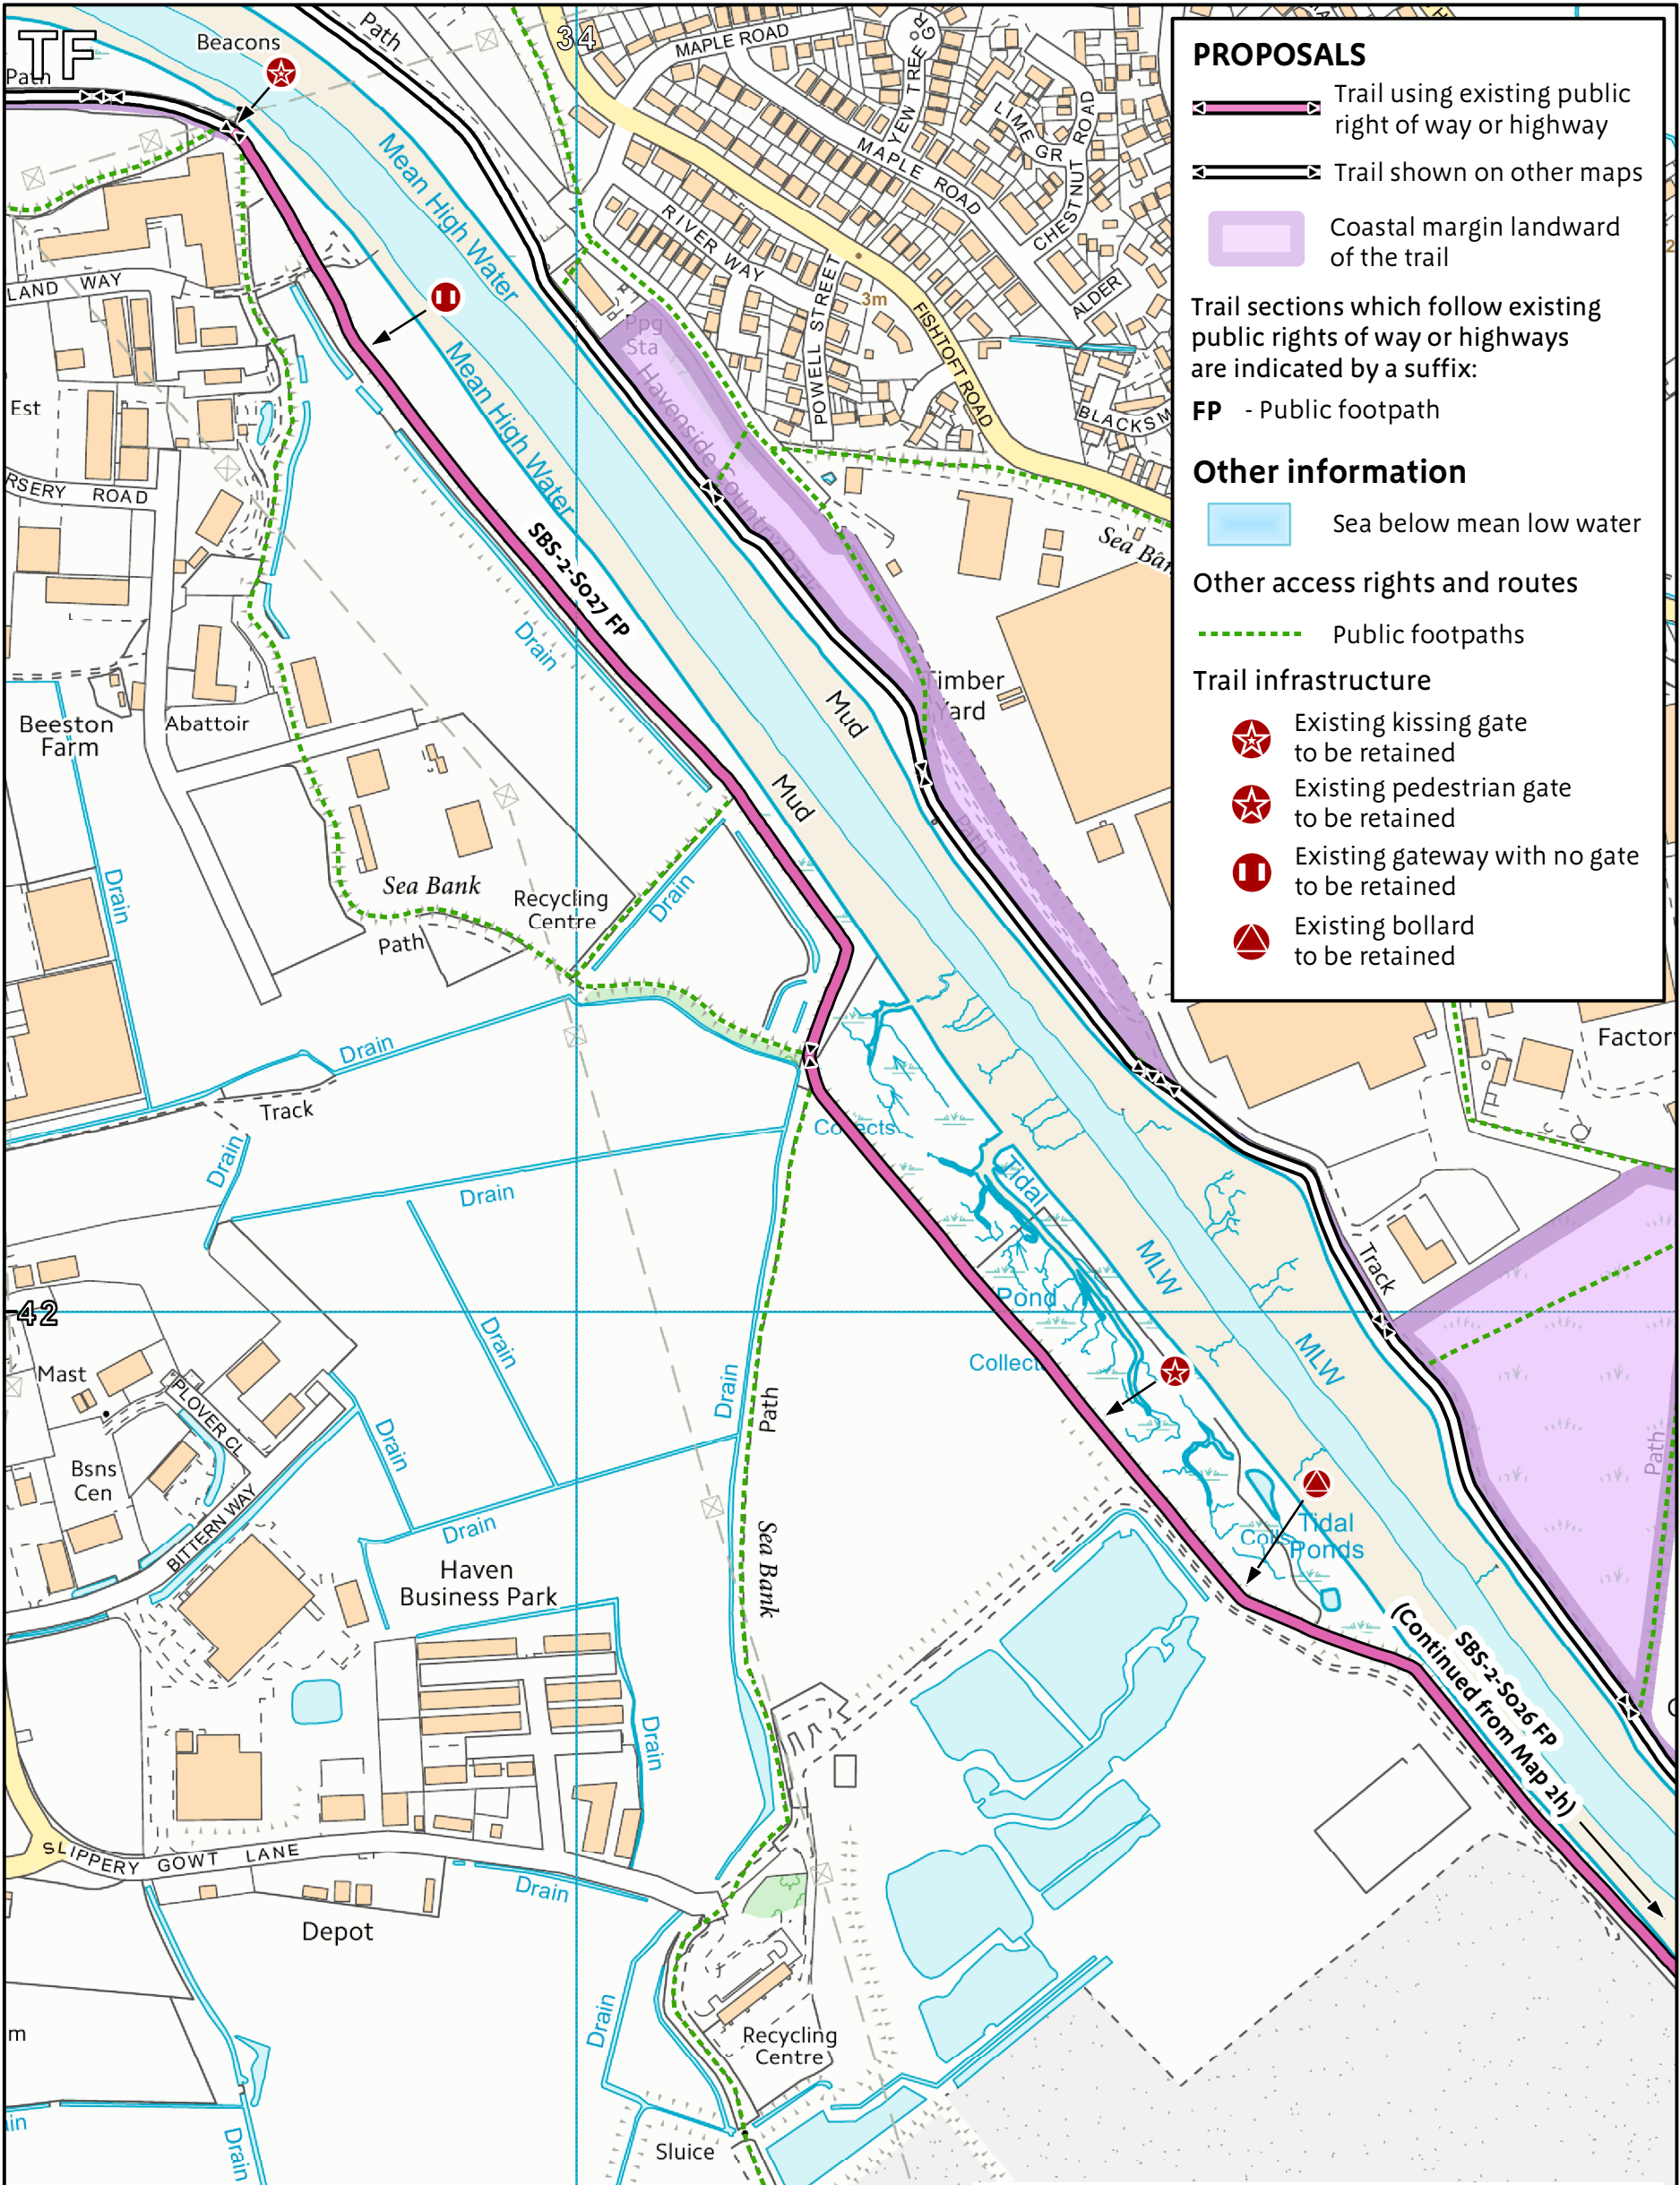 TF
Path
Beacons
Path
34
MAPLE ROAD
YEW TREE GR
LIME GR
CHESTNUT ROAD
MAPLE ROAD
RIVER WAY
POWELL STREET
3m
FISHTOFT ROAD
ALDER
BLACKSM
Mean High Water
Mean High Water
LAND WAY
Est
RSERY ROAD
Ppg
Sta
Havenside Country Park
Sea Ban
SBS-2-So27 FP
Drain
Mud
Mud
Timber
Yard
Path
Beeston
Farm
Abattoir
Drain
Sea Bank
Path
Recycling
Centre
Drain
Drain
Track
Drain
Drain
Collects
Tidal
Pond
Collect
MLW
MLW
Track
Factor
42
Mast
PLOVER CL
Bsns
Cen
BITTERN WAY
Drain
Drain
Drain
Drain
Path
Sea Bank
Haven
Business Park
Drain
Tidal
Ponds
Colls
Path
SBS-2-So26 FP
(Continued from Map 2h)
SLIPPERY GOWT LANE
Drain
Depot
Drain
Recycling
Centre
Sluice
m
in
Drain
PROPOSALS
Trail using existing public
right of way or highway
Trail shown on other maps
Coastal margin landward
of the trail
Trail sections which follow existing
public rights of way or highways
are indicated by a suffix:
FP - Public footpath
Other information
Sea below mean low water
Other access rights and routes
Public footpaths
Trail infrastructure
Existing kissing gate
to be retained
Existing pedestrian gate
to be retained
Existing gateway with no gate
to be retained
Existing bollard
to be retained